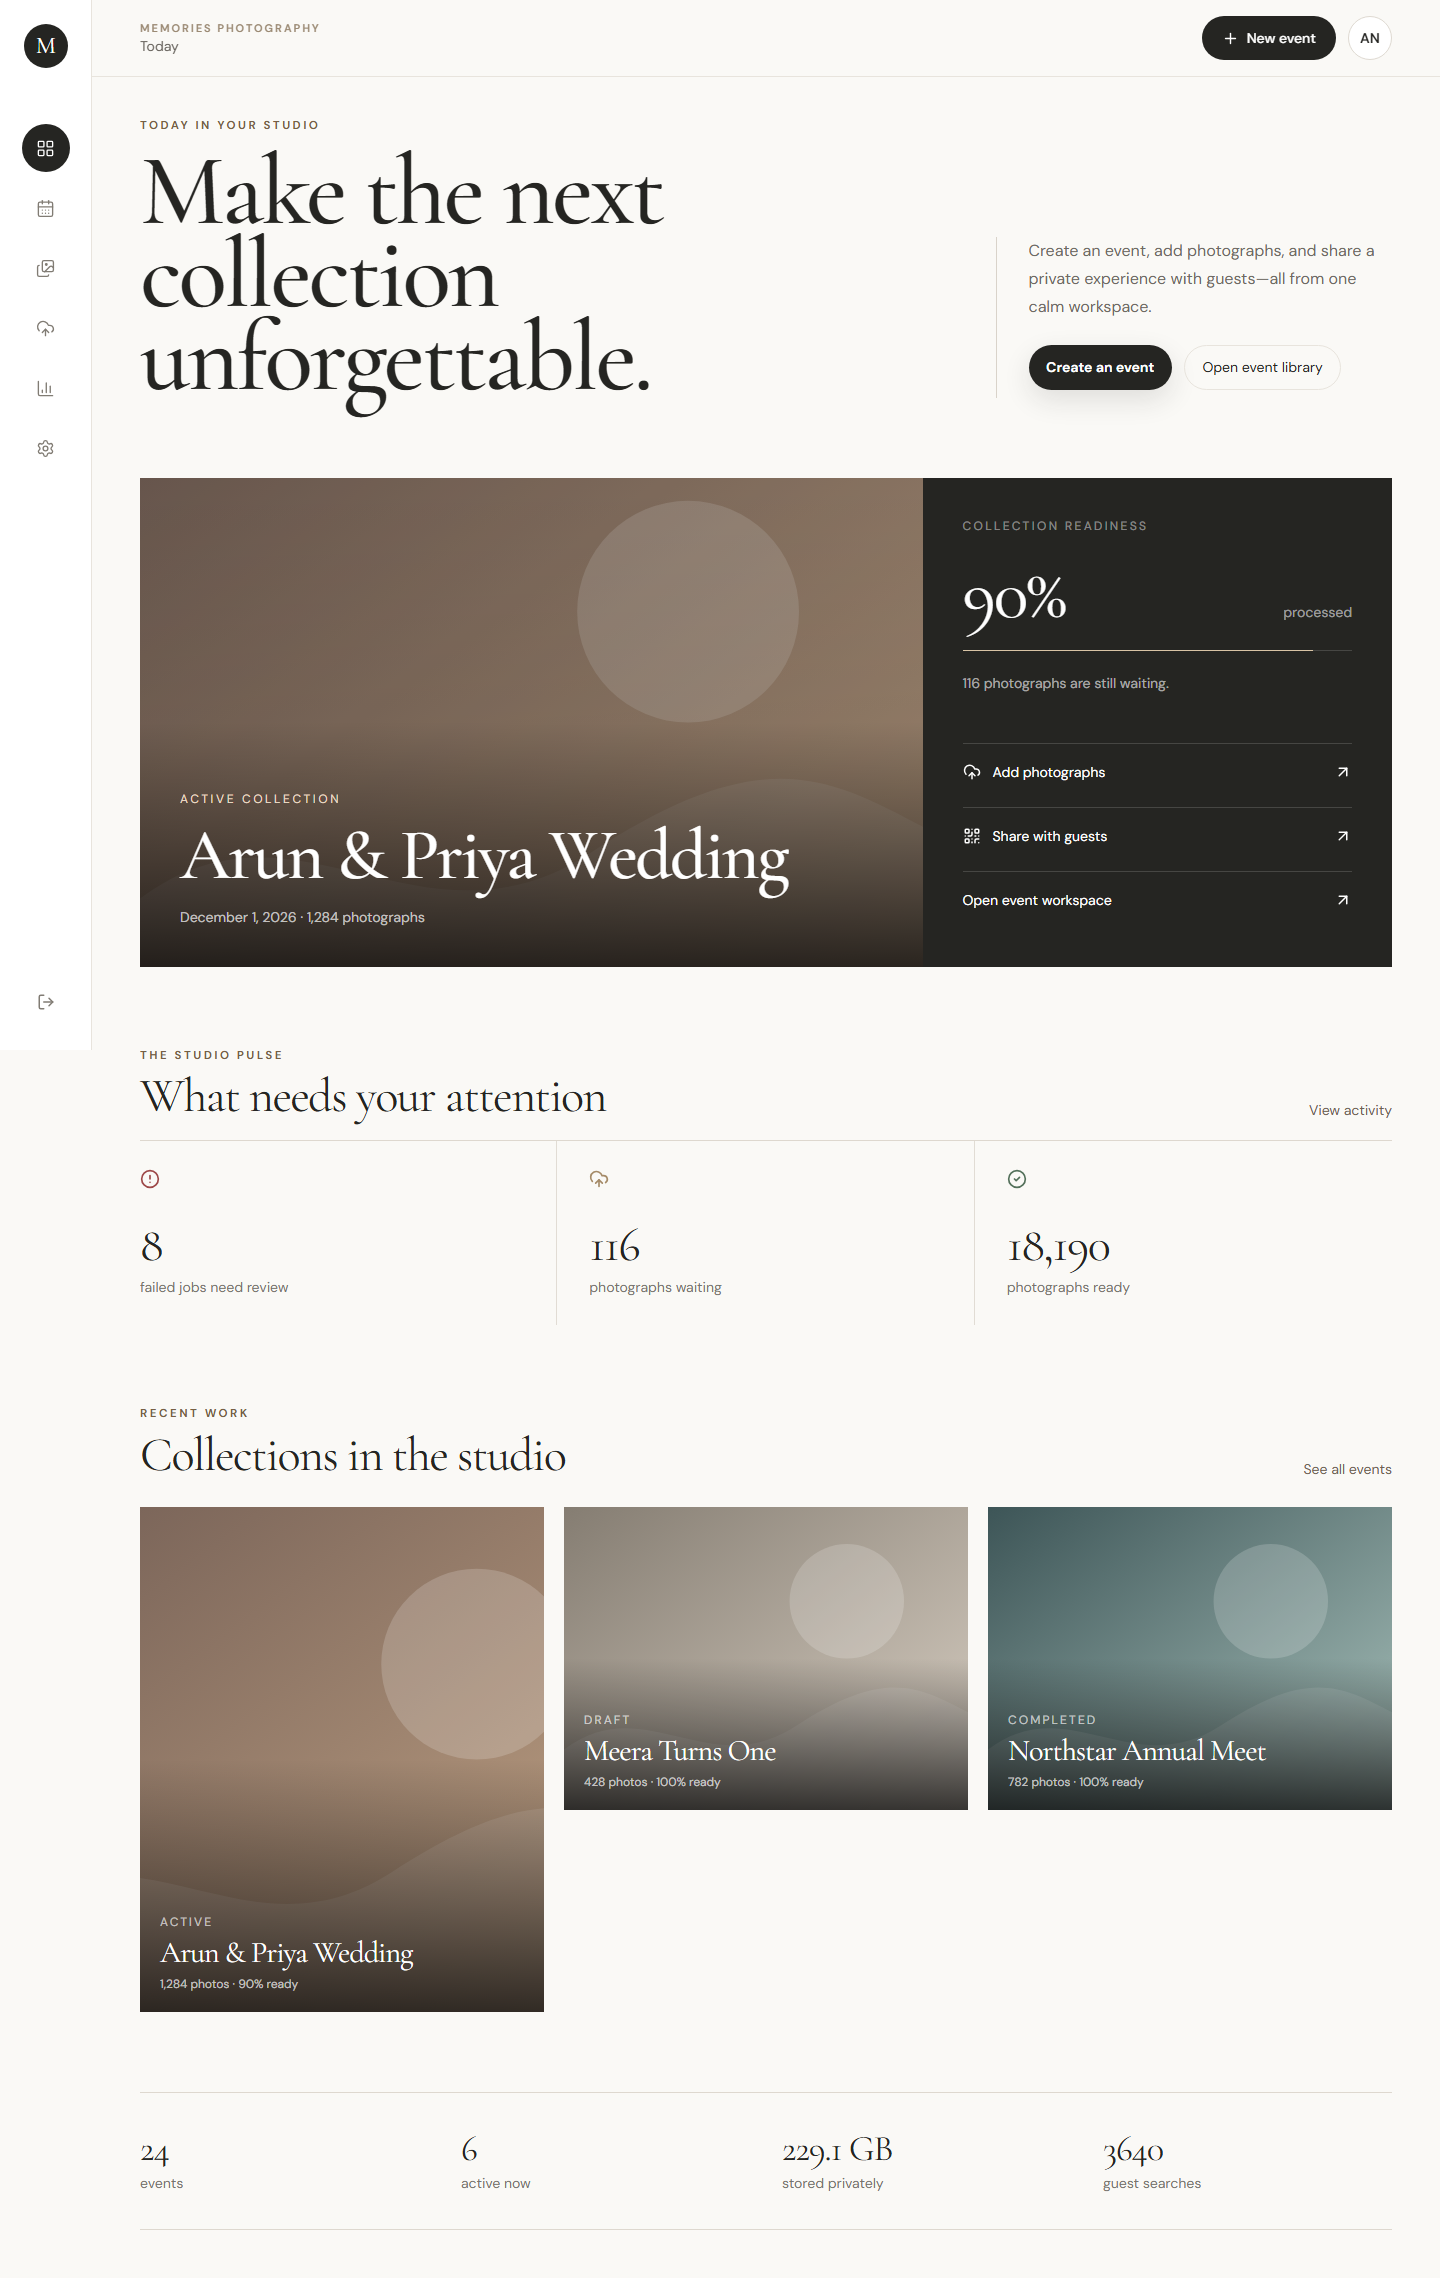 M
MEMORIES PHOTOGRAPHY
Today
New event
AN
TODAY IN YOUR STUDIO
Make the next
collection
unforgettable.
Create an event, add photographs, and share a
private experience with guests—all from one
calm workspace.
Create an event
Open event library
ACTIVE COLLECTION
Arun & Priya Wedding
December 1, 2026 · 1,284 photographs
COLLECTION READINESS
90%
processed
116 photographs are still waiting.
Add photographs
Share with guests
Open event workspace
THE STUDIO PULSE
What needs your attention
View activity
8
failed jobs need review
116
photographs waiting
18,190
photographs ready
RECENT WORK
Collections in the studio
See all events
ACTIVE
Arun & Priya Wedding
1,284 photos · 90% ready
DRAFT
Meera Turns One
428 photos · 100% ready
COMPLETED
Northstar Annual Meet
782 photos · 100% ready
24
events
6
active now
229.1 GB
stored privately
3640
guest searches